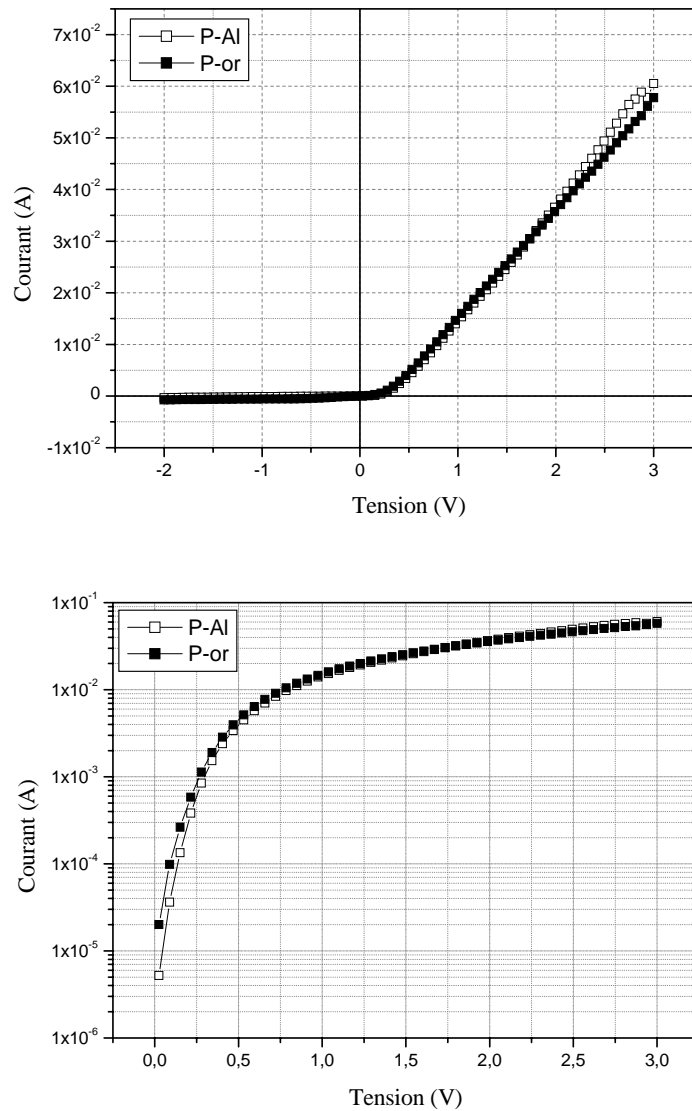 7x10⁻²
6x10⁻²
5x10⁻²
4x10⁻²
3x10⁻²
2x10⁻²
1x10⁻²
0
-1x10⁻²
Courant (A)
P-Al
P-or
-2 -1 0 1 2 3
Tension (V)
1x10⁻¹
1x10⁻²
1x10⁻³
1x10⁻⁴
1x10⁻⁵
1x10⁻⁶
Courant (A)
P-Al
P-or
0,0 0,5 1,0 1,5 2,0 2,5 3,0
Tension (V)